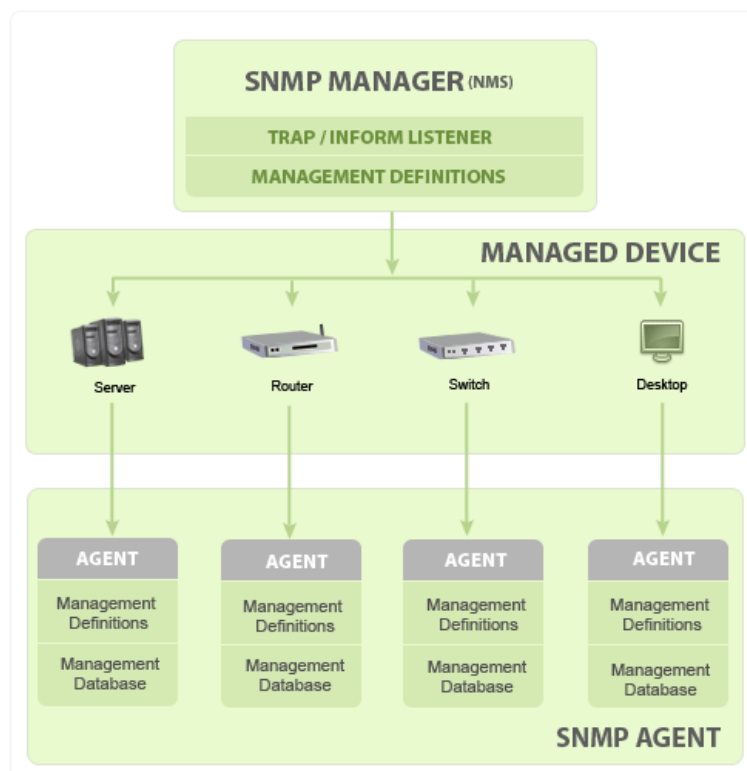 SNMP MANAGER (NMS)
TRAP / INFORM LISTENER
MANAGEMENT DEFINITIONS
MANAGED DEVICE
Server
Router
Switch
Desktop
AGENT
Management
Definitions
Management
Database
AGENT
Management
Definitions
Management
Database
AGENT
Management
Definitions
Management
Database
AGENT
Management
Definitions
Management
Database
SNMP AGENT